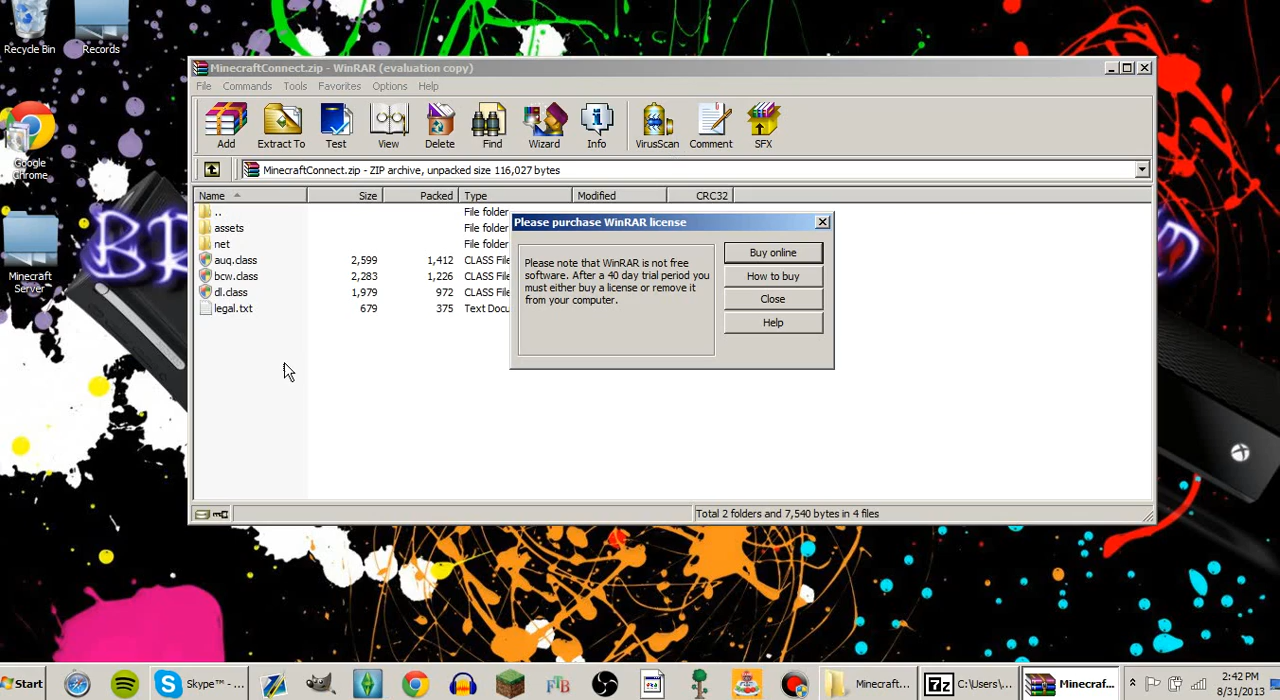 Recycle Bin
Records
Google
Chrome
Minecraft
Server
MinecraftConnect.zip - WinRAR (evaluation copy)
File Commands Tools Favorites Options Help
Add Extract To Test View Delete Find Wizard Info VirusScan Comment SFX
MinecraftConnect.zip - ZIP archive, unpacked size 116,027 bytes
Name Size Packed Type Modified CRC32
.. File folder
assets File folder
net File folder
auq.class 2,599 1,412 CLASS File
bcw.class 2,283 1,226 CLASS File
dl.class 1,979 972 CLASS File
legal.txt 679 375 Text Docu
Please purchase WinRAR license
Please note that WinRAR is not free
software. After a 40 day trial period you
must either buy a license or remove it
from your computer.
Buy online
How to buy
Close
Help
Total 2 folders and 7,540 bytes in 4 files
Start
Skype™ - ...
FTB
Minecraft...
7z
C:\Users\...
Minecraf...
2:42 PM
8/31/2013